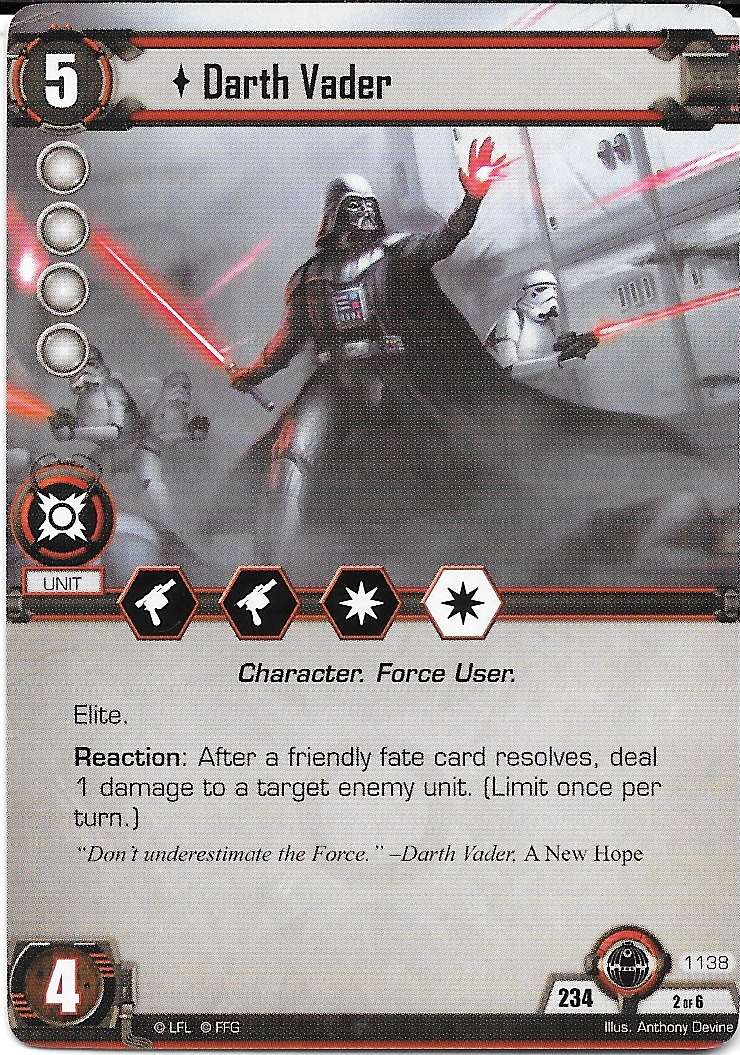 5
Darth Vader
UNIT
Character. Force User.
Elite.
Reaction: After a friendly fate card resolves, deal
1 damage to a target enemy unit. (Limit once per
turn.)
“Don’t underestimate the Force.” –Darth Vader, A New Hope
4
234
1138
2 OF 6
© LFL © FFG
Illus. Anthony Devine